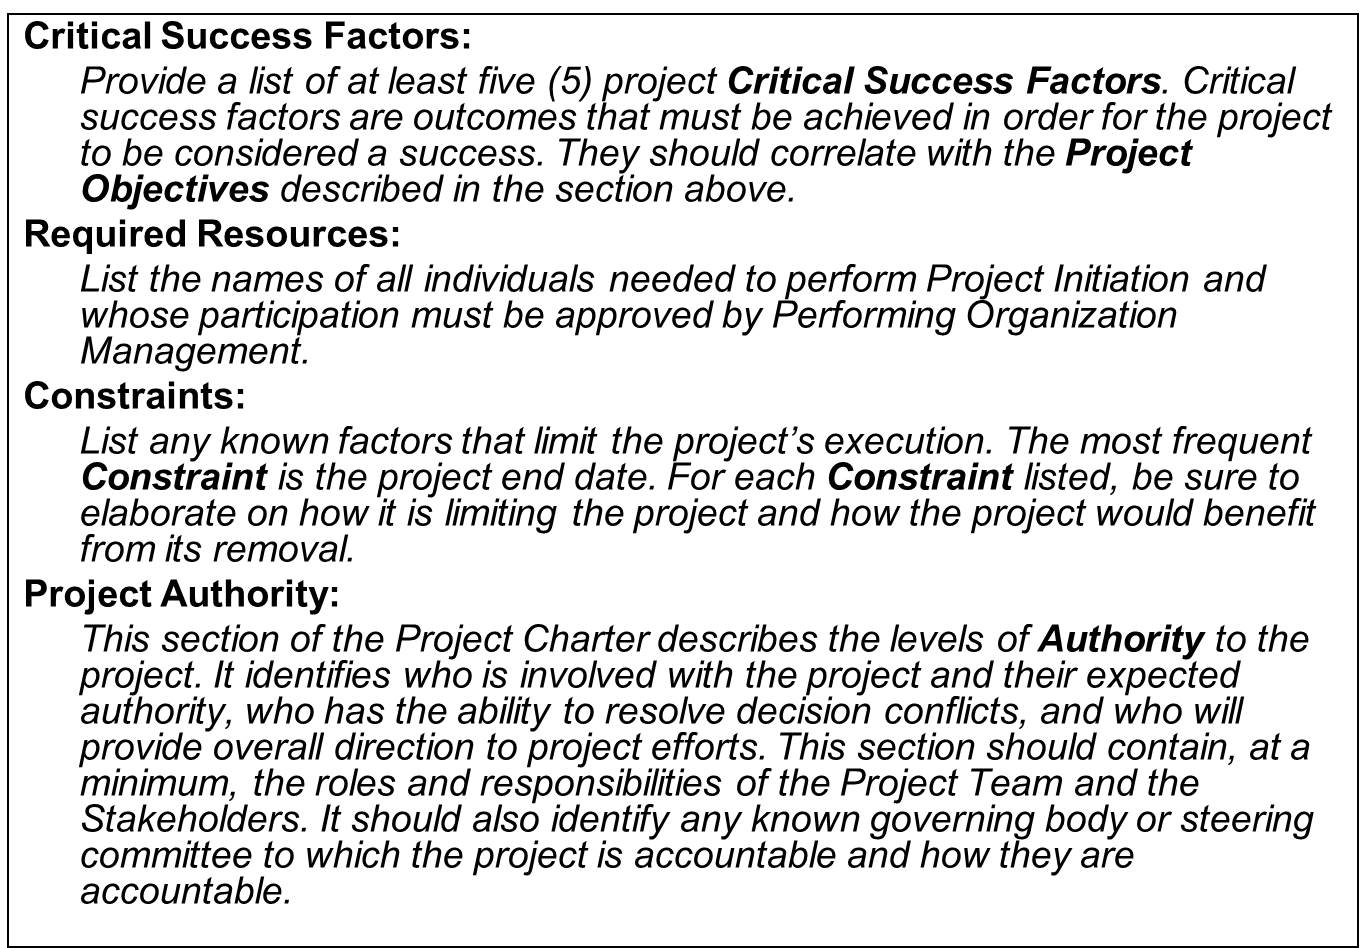 Critical Success Factors:
Provide a list of at least five (5) project Critical Success Factors. Critical
success factors are outcomes that must be achieved in order for the project
to be considered a success. They should correlate with the Project
Objectives described in the section above.
Required Resources:
List the names of all individuals needed to perform Project Initiation and
whose participation must be approved by Performing Organization
Management.
Constraints:
List any known factors that limit the project’s execution. The most frequent
Constraint is the project end date. For each Constraint listed, be sure to
elaborate on how it is limiting the project and how the project would benefit
from its removal.
Project Authority:
This section of the Project Charter describes the levels of Authority to the
project. It identifies who is involved with the project and their expected
authority, who has the ability to resolve decision conflicts, and who will
provide overall direction to project efforts. This section should contain, at a
minimum, the roles and responsibilities of the Project Team and the
Stakeholders. It should also identify any known governing body or steering
committee to which the project is accountable and how they are
accountable.